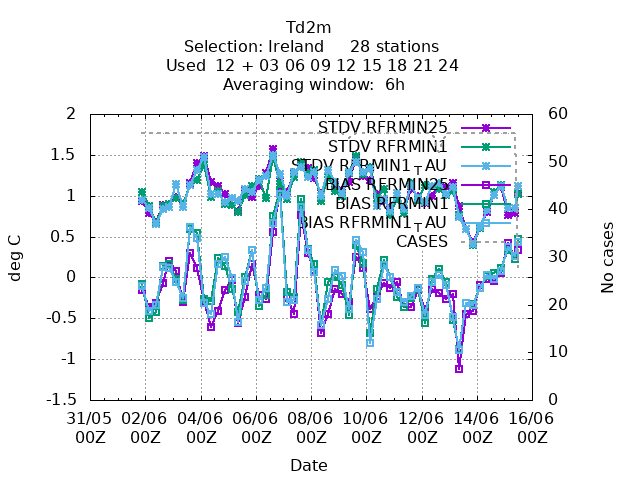 Td2m
Selection: Ireland 28 stations
Used 12 + 03 06 09 12 15 18 21 24
Averaging window: 6h
2
1.5
1
0.5
0
-0.5
-1
-1.5
deg C
60
50
40
30
20
10
0
No cases
STDV RFRMIN25
STDV RFRMIN1
STDV RFRMIN1_AU
BIAS RFRMIN25
BIAS RFRMIN1
BIAS RFRMIN1_AU
CASES
31/05 02/06 04/06 06/06 08/06 10/06 12/06 14/06 16/06
00Z 00Z 00Z 00Z 00Z 00Z 00Z 00Z 00Z
Date